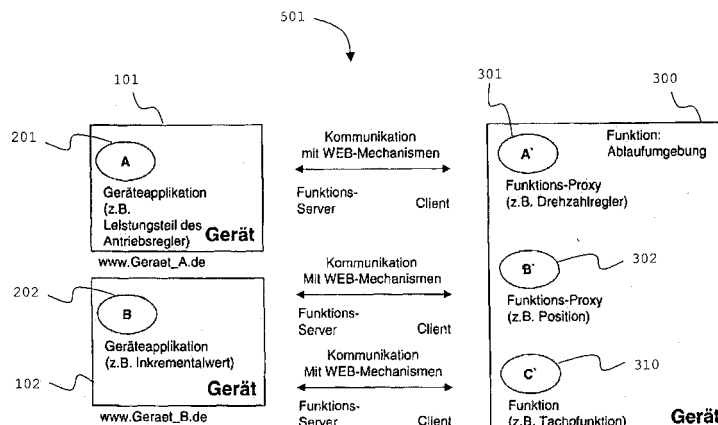 501
101
201
A
Geräteapplikation
(z.B.
Leistungsteil des
Antriebsregler)
Gerät
www.Geraet_A.de
202
B
Geräteapplikation
(z.B. Inkrementalwert)
102
Gerät
www.Geraet_B.de
Kommunikation
mit WEB-Mechanismen
Funktions-
Server
Client
Kommunikation
Mit WEB-Mechanismen
Funktions-
Server
Client
Kommunikation
Mit WEB-Mechanismen
Funktions-
Server
Client
301
300
A`
Funktion:
Ablaufumgebung
Funktions-Proxy
(z.B. Drehzahlregler)
B`
302
Funktions-Proxy
(z.B. Position)
C`
310
Funktion
(z.B. Tachofunktion)
Gerät